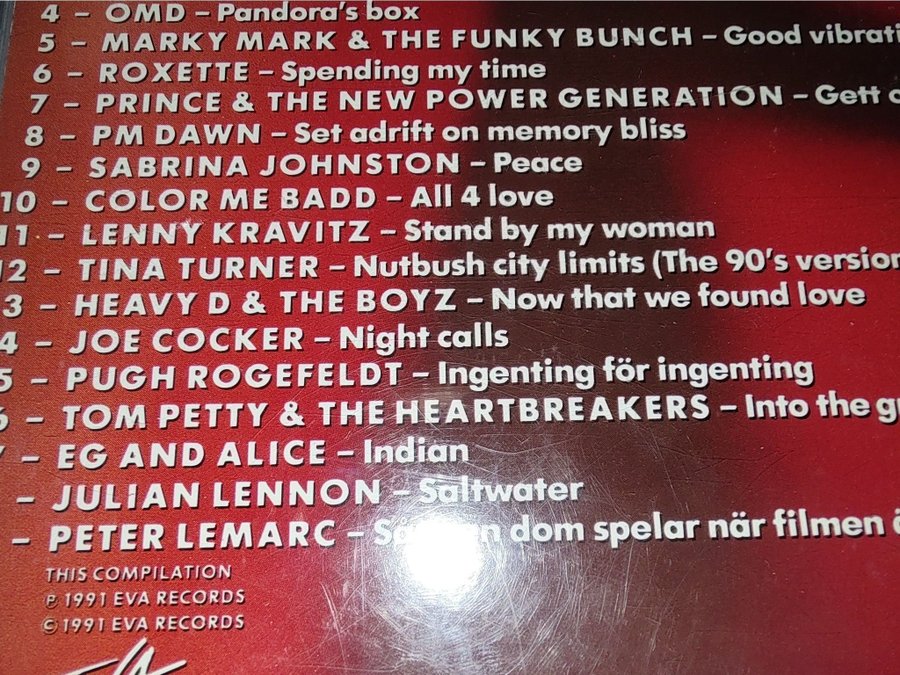 4 – OMD – Pandora's box
5 – MARKY MARK & THE FUNKY BUNCH – Good vibrati
6 – ROXETTE – Spending my time
7 – PRINCE & THE NEW POWER GENERATION – Gett o
8 – PM DAWN – Set adrift on memory bliss
9 – SABRINA JOHNSTON – Peace
10 – COLOR ME BADD – All 4 love
11 – LENNY KRAVITZ – Stand by my woman
12 – TINA TURNER – Nutbush city limits (The 90's version
3 – HEAVY D & THE BOYZ – Now that we found love
4 – JOE COCKER – Night calls
5 – PUGH ROGEFELDT – Ingenting för ingenting
6 – TOM PETTY & THE HEARTBREAKERS – Into the gr
7 – EG AND ALICE – Indian
– JULIAN LENNON – Saltwater
– PETER LEMARC – dom spelar när filmen ä
THIS COMPILATION
℗ 1991 EVA RECORDS
© 1991 EVA RECORDS